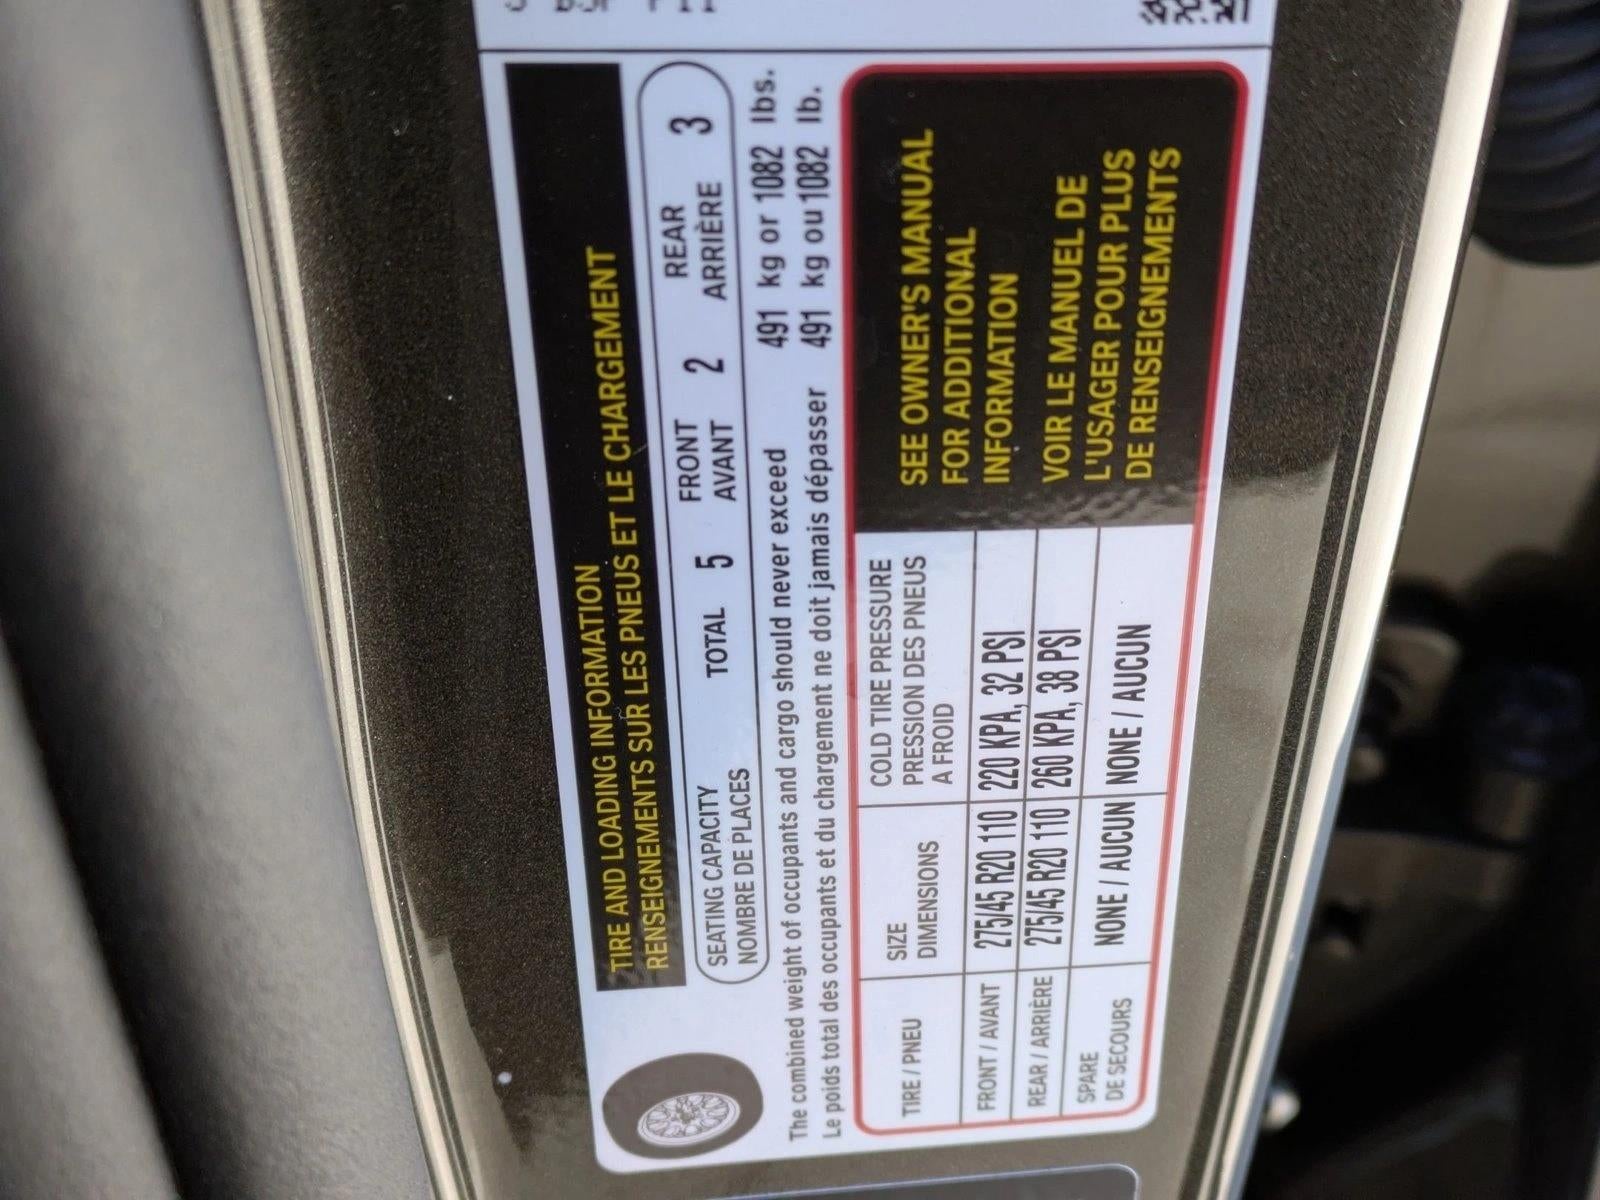 TIRE AND LOADING INFORMATION
RENSEIGNEMENTS SUR LES PNEUS ET LE CHARGEMENT
SEATING CAPACITY
NOMBRE DE PLACES
TOTAL 5
FRONT
AVANT
2
REAR
ARRIÈRE
3
The combined weight of occupants and cargo should never exceed 491 kg or 1082 lbs.
Le poids total des occupants et du chargement ne doit jamais dépasser 491 kg ou 1082 lb.
TIRE / PNEU
SIZE
DIMENSIONS
COLD TIRE PRESSURE
PRESSION DES PNEUS
A FROID
FRONT / AVANT 275/45 R20 110 220 KPA, 32 PSI
REAR / ARRIÈRE 275/45 R20 110 260 KPA, 38 PSI
SPARE
DE SECOURS
NONE / AUCUN NONE / AUCUN
SEE OWNER'S MANUAL
FOR ADDITIONAL
INFORMATION
VOIR LE MANUEL DE
L'USAGER POUR PLUS
DE RENSEIGNEMENTS